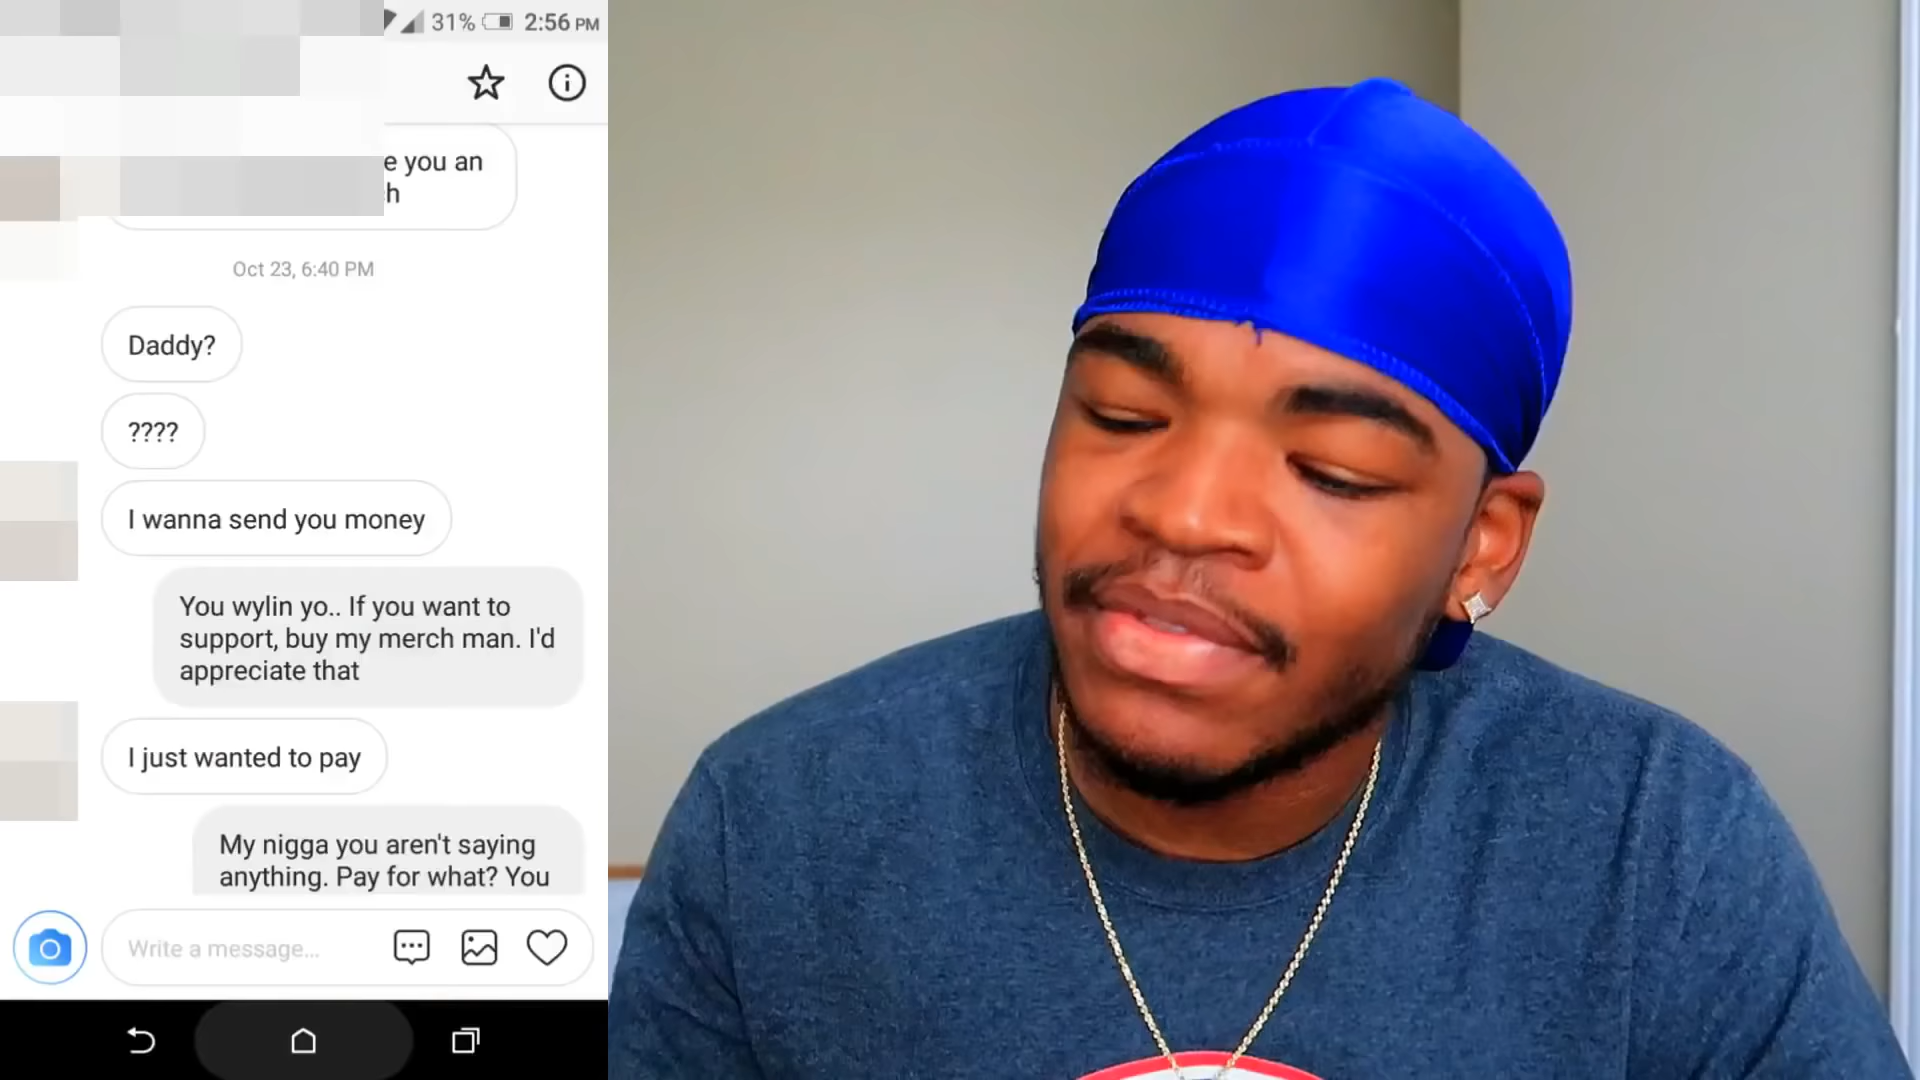 31% 2:56 PM
e you an
h
Oct 23, 6:40 PM
Daddy?
????
I wanna send you money
You wylin yo.. If you want to
support, buy my merch man. I'd
appreciate that
I just wanted to pay
My nigga you aren't saying
anything. Pay for what? You
Write a message...